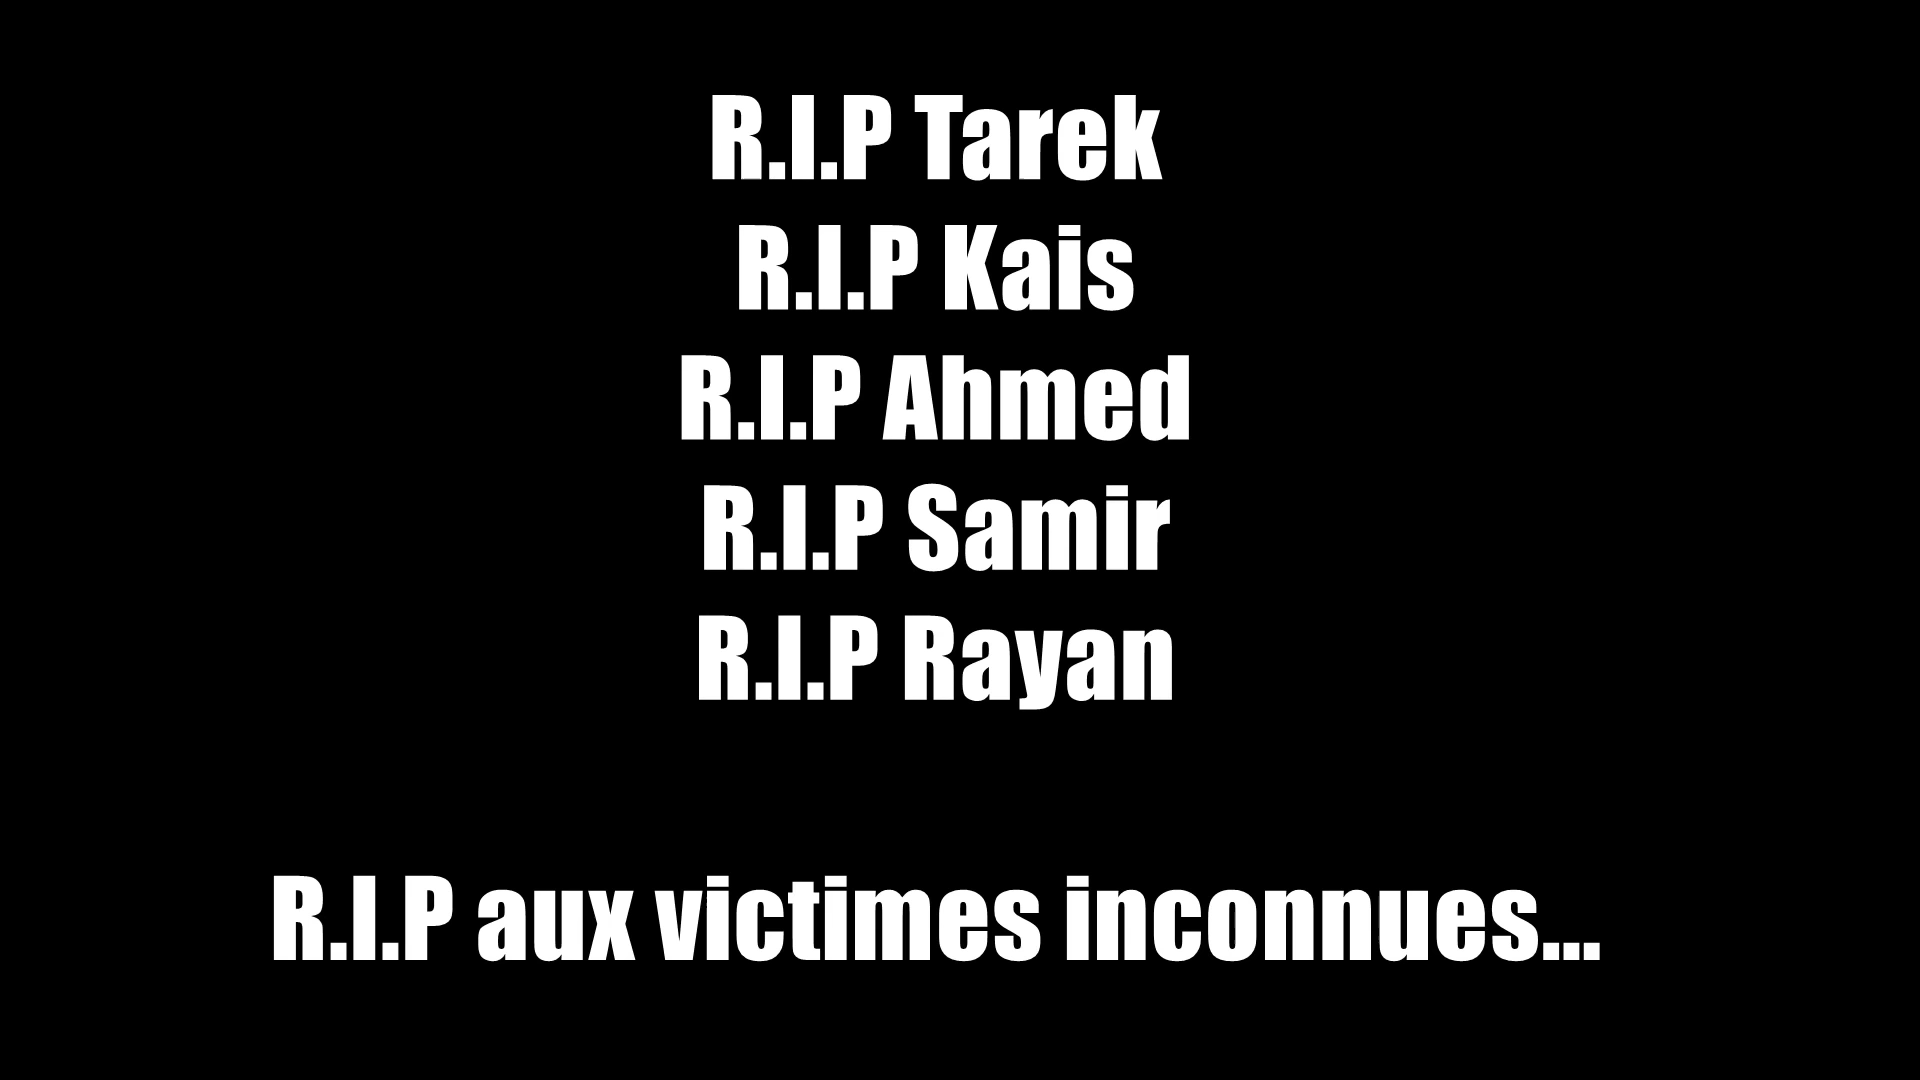 R.I.P Tarek
R.I.P Kais
R.I.P Ahmed
R.I.P Samir
R.I.P Rayan
R.I.P aux victimes inconnues...